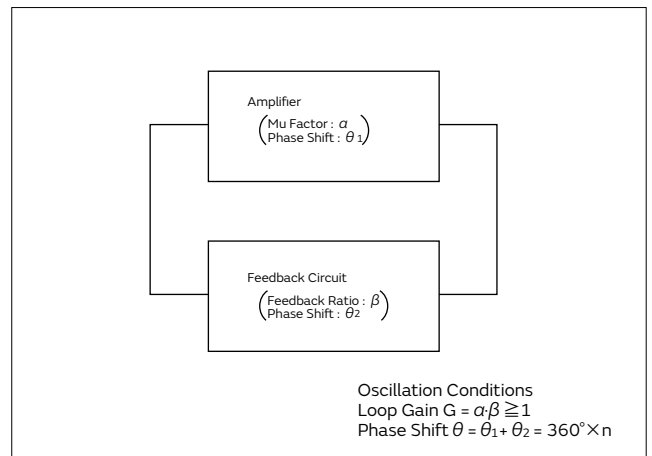 Amplifier
(Mu Factor : α
Phase Shift : θ1)
Feedback Circuit
(Feedback Ratio : β
Phase Shift : θ2)
Oscillation Conditions
Loop Gain G = α·β ≧ 1
Phase Shift θ = θ1 + θ2 = 360° × n